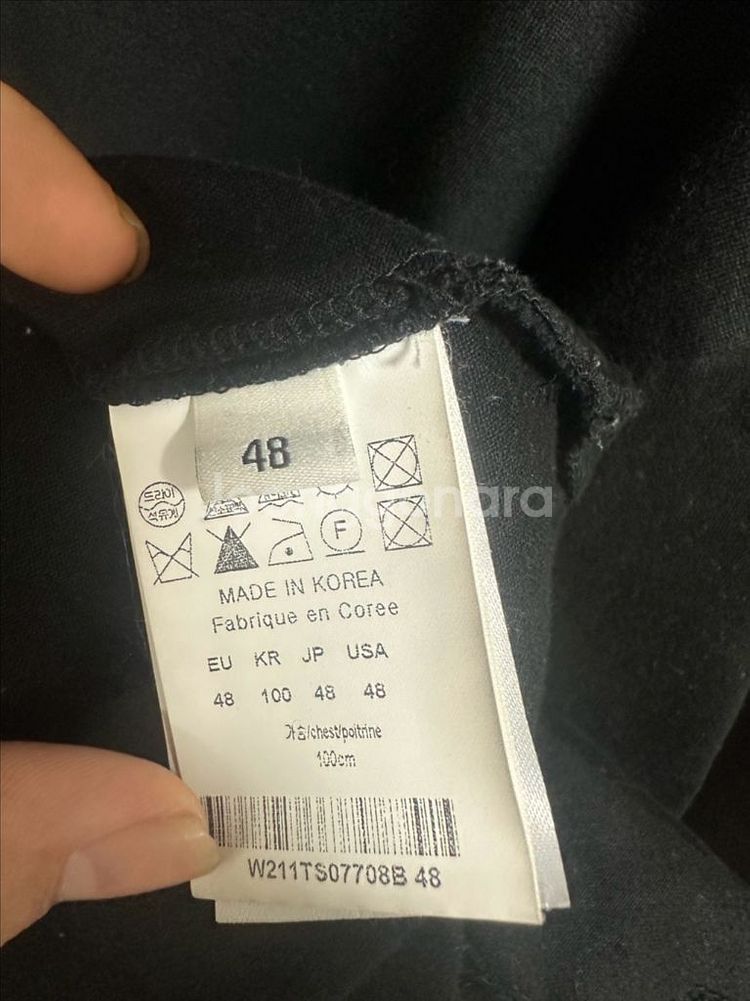 48
드라이
석유계
F
MADE IN KOREA
Fabrique en Coree
EU KR JP USA
48 100 48 48
가슴/chest/poitrine
100cm
W211TS07708B 48